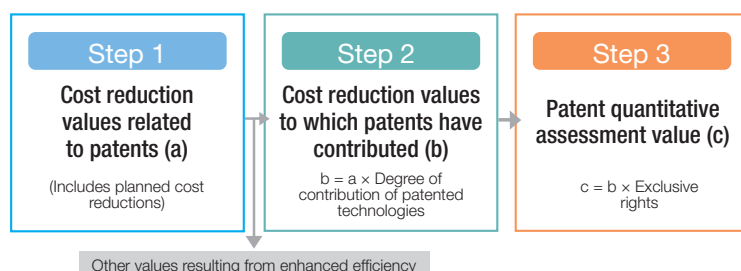 Step 1
Cost reduction
values related
to patents (a)
(Includes planned cost
reductions)
Step 2
Cost reduction values
to which patents have
contributed (b)
b = a × Degree of
contribution of patented
technologies
Step 3
Patent quantitative
assessment value (c)
c = b × Exclusive
rights
Other values resulting from enhanced efficiency